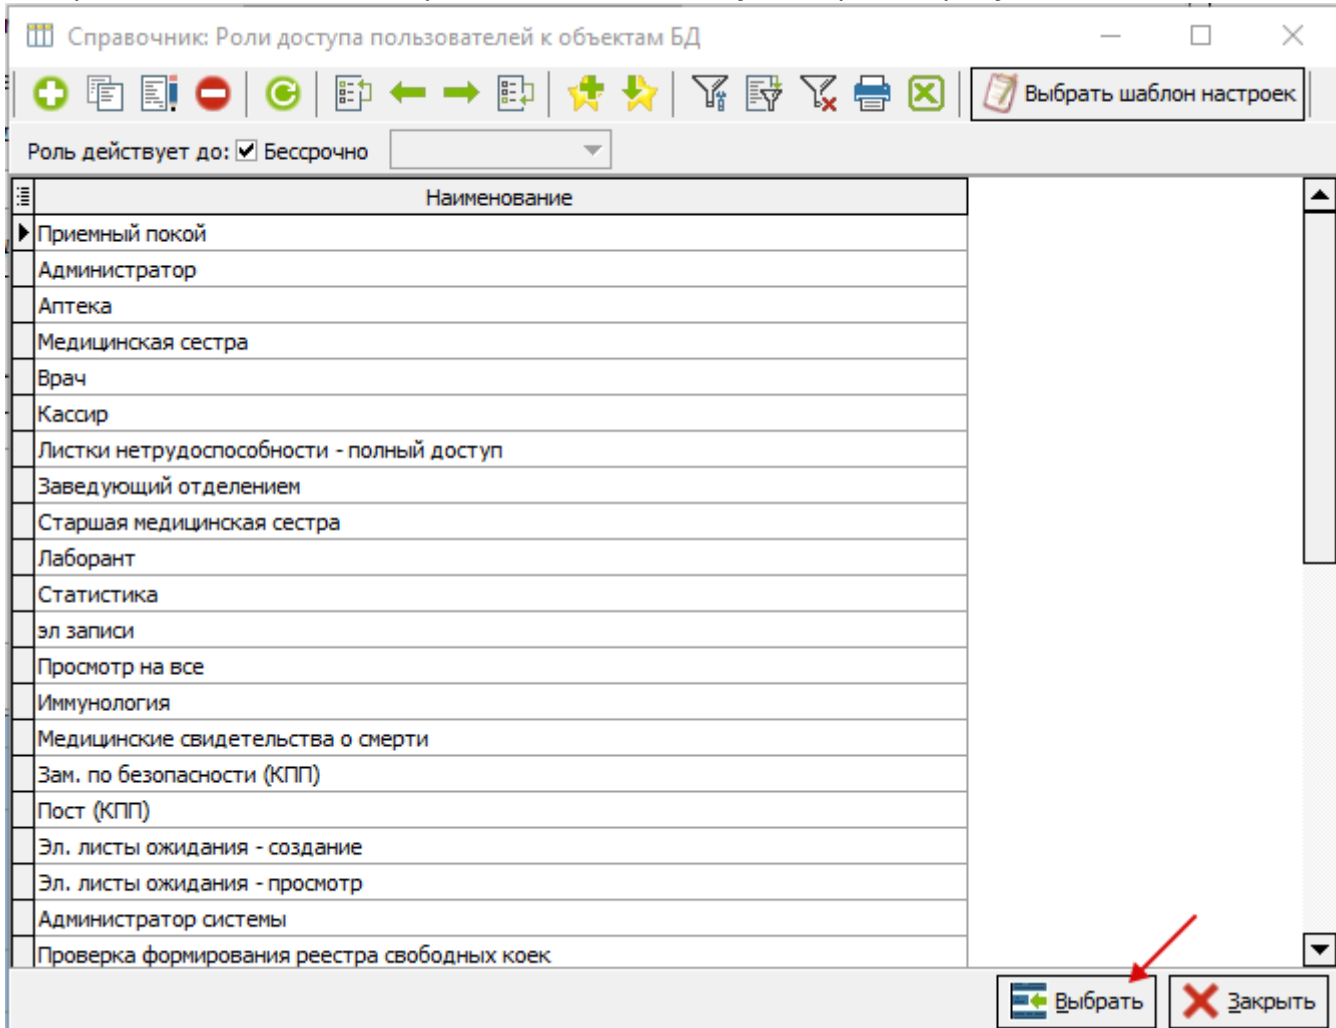 Справочник: Роли доступа пользователей к объектам БД
Выбрать шаблон настроек
Роль действует до: Бессрочно
Наименование
Приемный покой
Администратор
Аптека
Медицинская сестра
Врач
Кассир
Листки нетрудоспособности - полный доступ
Заведующий отделением
Старшая медицинская сестра
Лаборант
Статистика
эл записи
Просмотр на все
Иммунология
Медицинские свидетельства о смерти
Зам. по безопасности (КПП)
Пост (КПП)
Эл. листы ожидания - создание
Эл. листы ожидания - просмотр
Администратор системы
Проверка формирования реестра свободных коек
Выбрать
Закрыть